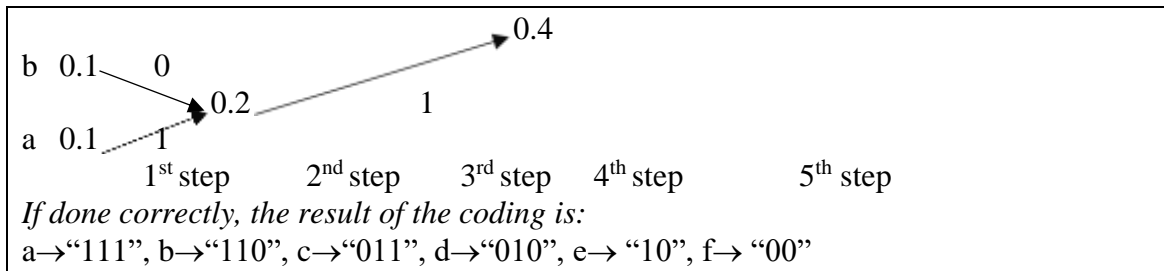 0.4
b 0.1 0
0.2 1
a 0.1 1
1st step 2nd step 3rd step 4th step 5th step
If done correctly, the result of the coding is:
a→“111”, b→“110”, c→“011”, d→“010”, e→ “10”, f→ “00”